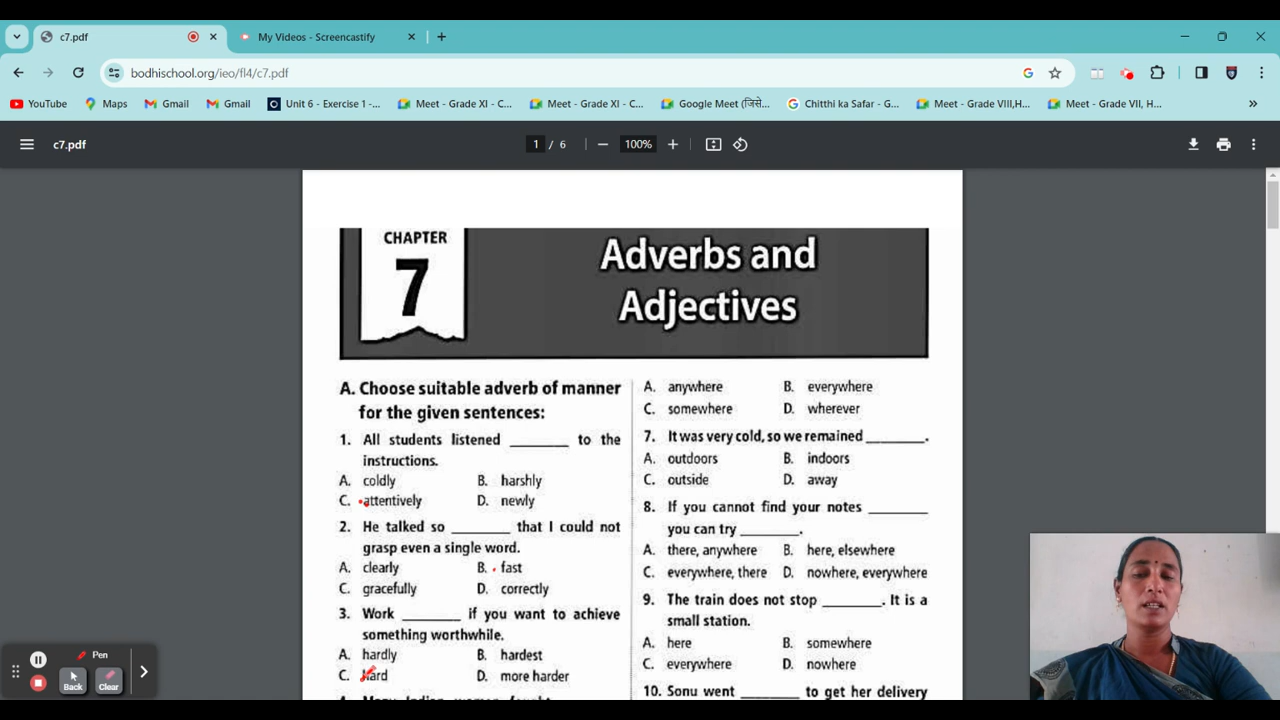 c7.pdf
My Videos - Screencastify
bodhischool.org/ieo/fl4/c7.pdf
YouTube
Maps
Gmail
Gmail
Unit 6 - Exercise 1 -...
Meet - Grade XI - C...
Meet - Grade XI - C...
Google Meet (जिसे...
Chitthi ka Safar - G...
Meet - Grade VIII,H...
Meet - Grade VII, H...
c7.pdf
1 / 6
100%
CHAPTER
7
Adverbs and
Adjectives
A. Choose suitable adverb of manner
for the given sentences:
1. All students listened ________ to the
instructions.
A. coldly B. harshly
C. attentively D. newly
2. He talked so ________ that I could not
grasp even a single word.
A. clearly B. fast
C. gracefully D. correctly
3. Work ________ if you want to achieve
something worthwhile.
A. hardly B. hardest
C. hard D. more harder
A. anywhere B. everywhere
C. somewhere D. wherever
7. It was very cold, so we remained ________.
A. outdoors B. indoors
C. outside D. away
8. If you cannot find your notes ________
you can try ________.
A. there, anywhere B. here, elsewhere
C. everywhere, there D. nowhere, everywhere
9. The train does not stop ________. It is a
small station.
A. here B. somewhere
C. everywhere D. nowhere
10. Sonu went ________ to get her delivery
Pen
Back
Clear